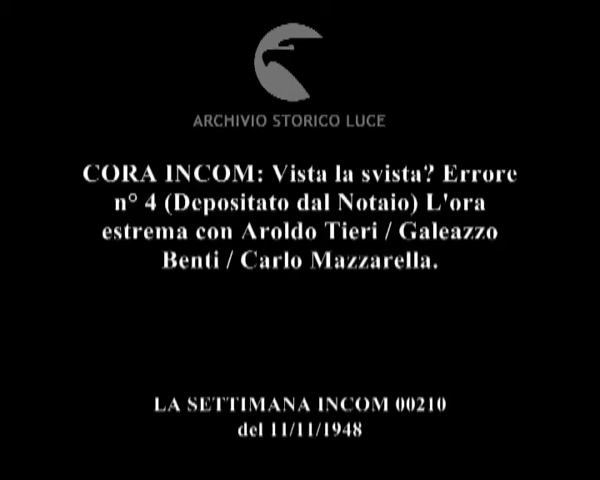 ARCHIVIO STORICO LUCE
CORA INCOM: Vista la svista? Errore
n° 4 (Depositato dal Notaio) L'ora
estrema con Aroldo Tieri / Galeazzo
Benti / Carlo Mazzarella.
LA SETTIMANA INCOM 00210
del 11/11/1948